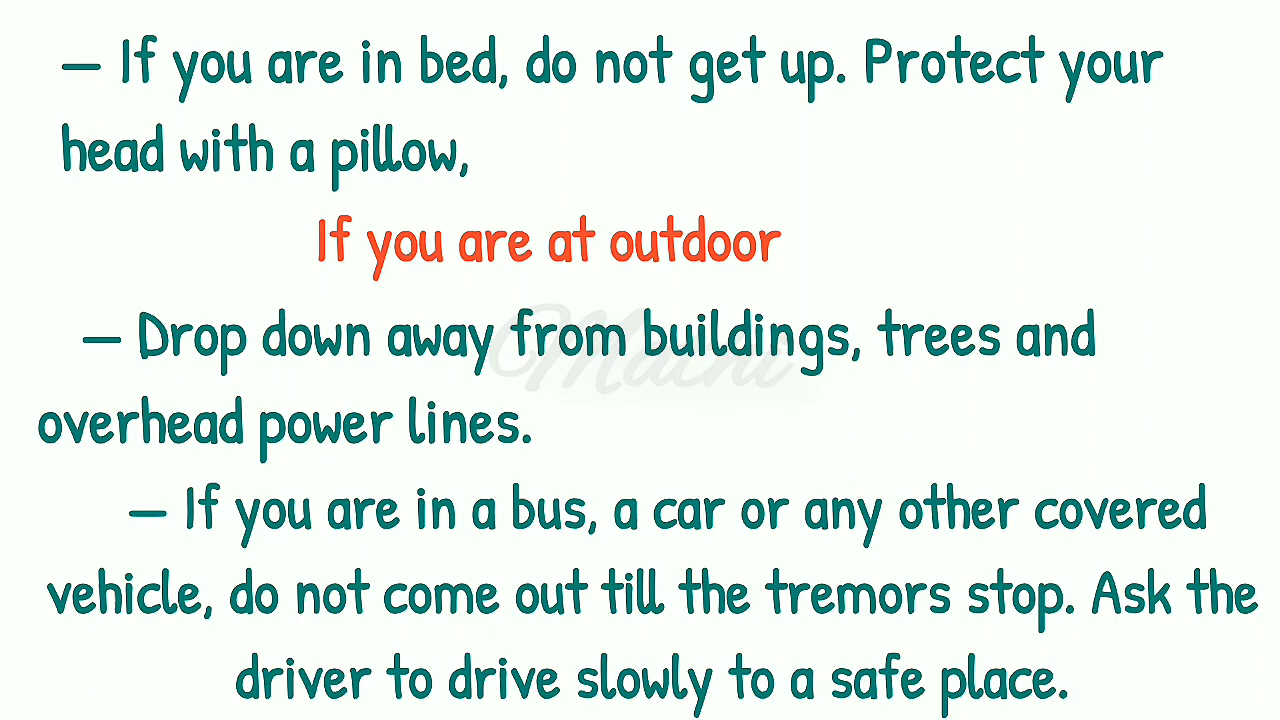 – If you are in bed, do not get up. Protect your
head with a pillow,
If you are at outdoor
– Drop down away from buildings, trees and
overhead power lines.
– If you are in a bus, a car or any other covered
vehicle, do not come out till the tremors stop. Ask the
driver to drive slowly to a safe place.